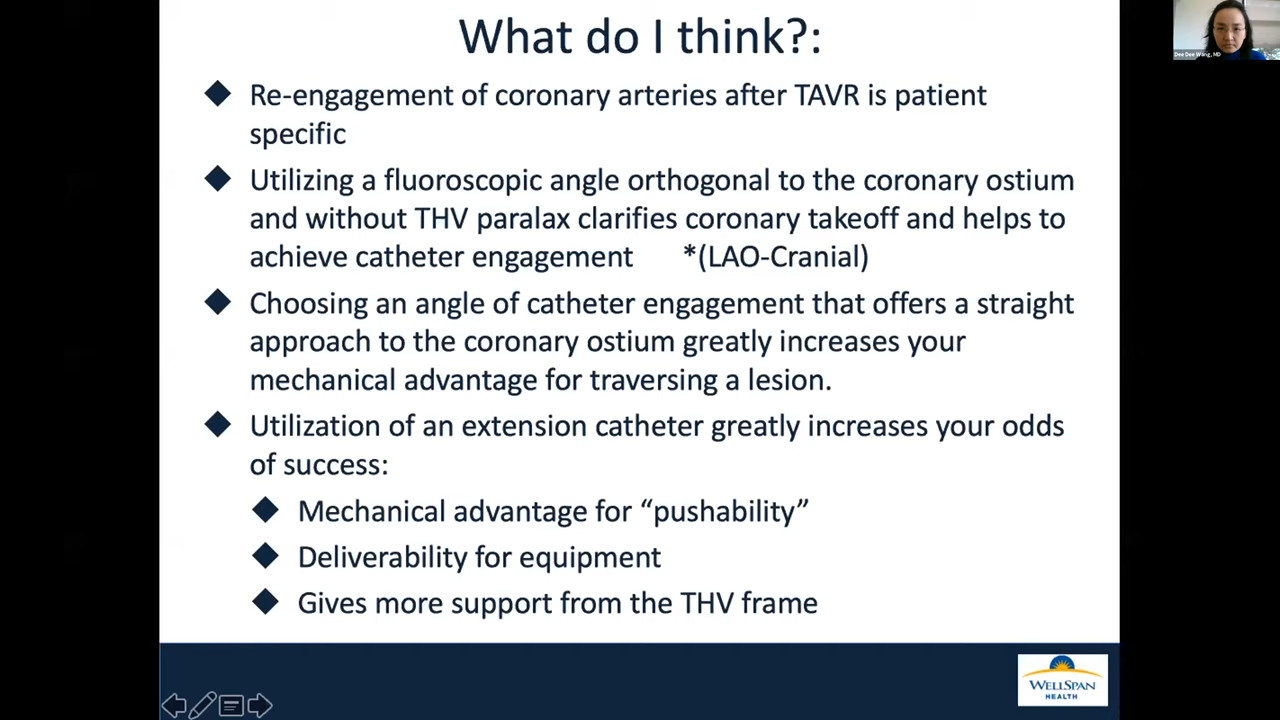 What do I think?:
Re-engagement of coronary arteries after TAVR is patient
specific
Utilizing a fluoroscopic angle orthogonal to the coronary ostium
and without THV paralax clarifies coronary takeoff and helps to
achieve catheter engagement *(LAO-Cranial)
Choosing an angle of catheter engagement that offers a straight
approach to the coronary ostium greatly increases your
mechanical advantage for traversing a lesion.
Utilization of an extension catheter greatly increases your odds
of success:
Mechanical advantage for “pushability”
Deliverability for equipment
Gives more support from the THV frame
WELLSPAN
HEALTH
Dee Dee Wang, MD